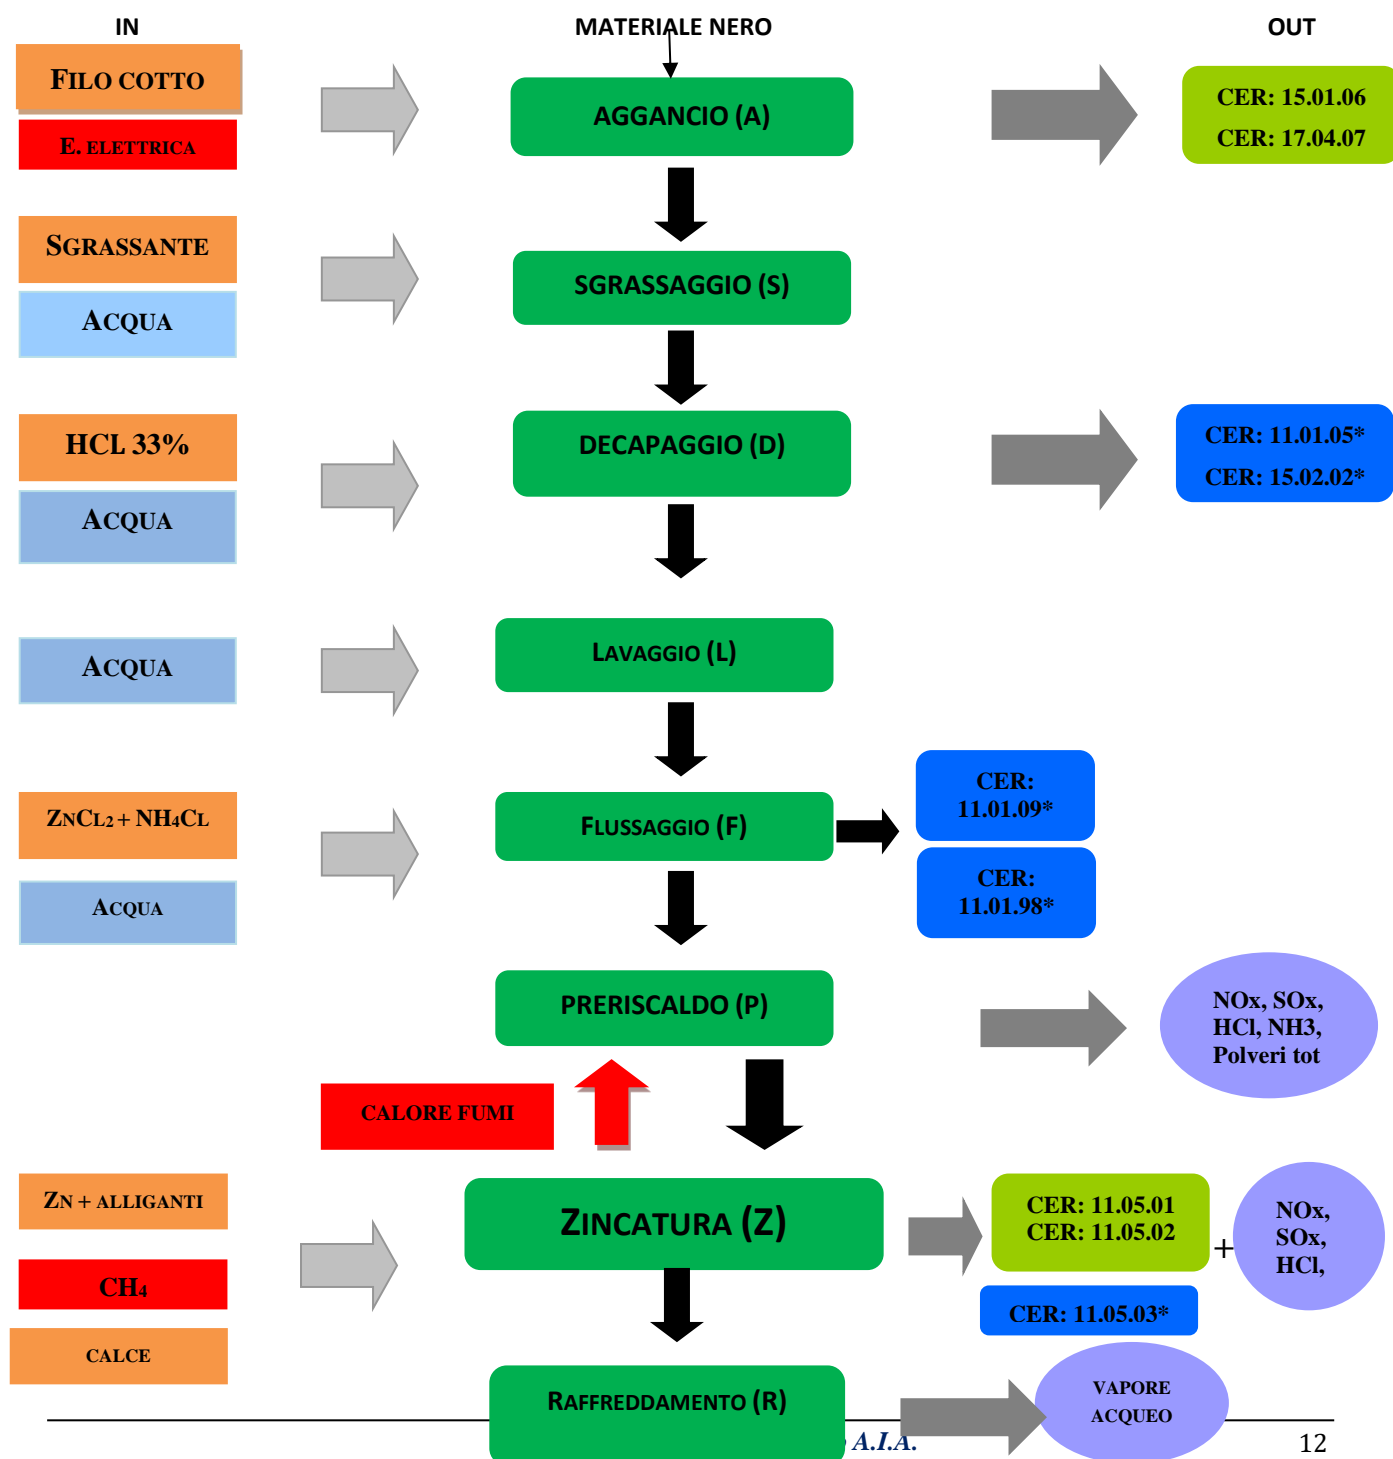 IN
MATERIALE NERO
OUT
FILO COTTO
E. ELETTRICA
AGGANCIO (A)
CER: 15.01.06
CER: 17.04.07
SGRASSANTE
ACQUA
SGRASSAGGIO (S)
HCL 33%
ACQUA
DECAPAGGIO (D)
CER: 11.01.05*
CER: 15.02.02*
ACQUA
LAVAGGIO (L)
ZNCL2 + NH4CL
ACQUA
FLUSSAGGIO (F)
CER:
11.01.09*
CER:
11.01.98*
PRERISCALDO (P)
NOx, SOx,
HCl, NH3,
Polveri tot
CALORE FUMI
ZN + ALLIGANTI
CH4
CALCE
ZINCATURA (Z)
CER: 11.05.01
CER: 11.05.02
+
NOx,
SOx,
HCl,
CER: 11.05.03*
RAFFREDDAMENTO (R)
VAPORE
ACQUEO
A.I.A.
12